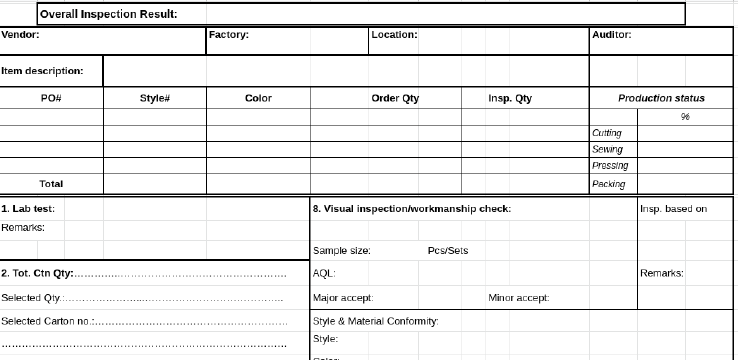 Overall Inspection Result:
Vendor: Factory: Location: Auditor:
Item description:
PO# Style# Color Order Qty Insp. Qty Production status
%
Cutting
Sewing
Pressing
Total Packing
1. Lab test: 8. Visual inspection/workmanship check: Insp. based on
Remarks:
Sample size: Pcs/Sets
2. Tot. Ctn Qty:…………………………………………………… AQL: Remarks:
Selected Qty.:…………………………………………………… Major accept: Minor accept:
Selected Carton no.:……………………………………………… Style & Material Conformity:
……………………………………………………………………… Style: